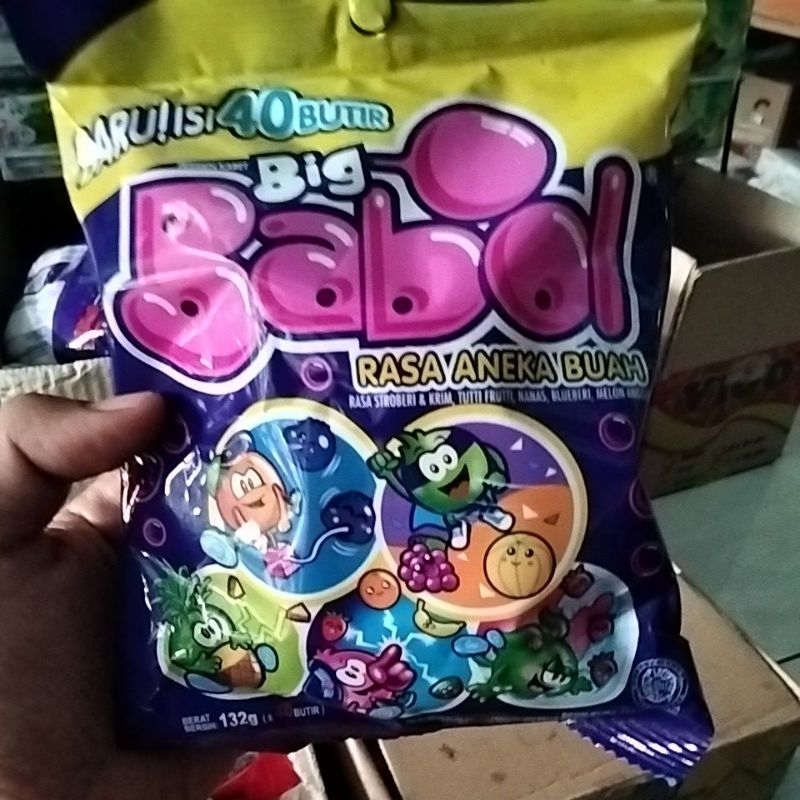 BARU! ISI 40 BUTIR
Big
Babol
®
RASA ANEKA BUAH
RASA STROBERI & KRIM, TUTTI FRUTTI, NANAS, BLUEBERI, MELON
BERAT BERSIH 132g (± 40 BUTIR)